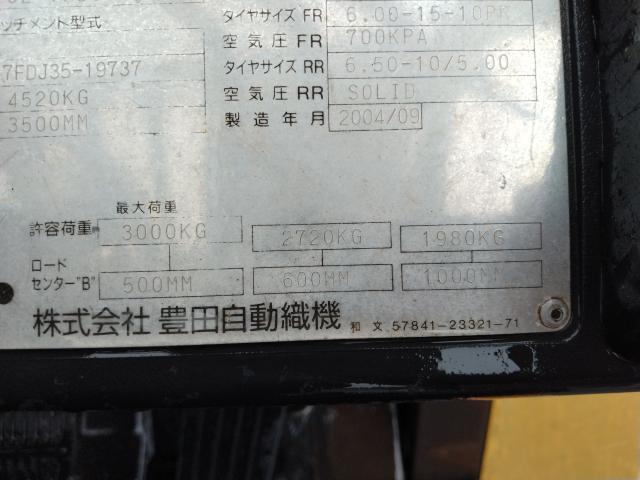 ッチメント型式
タイヤサイズ FR 6.00-15-10PR
空気圧 FR 700KPA
7FDJ35-19737 タイヤサイズ RR 6.50-10/5.00
4520KG 空気圧 RR SOLID
3500MM 製造年月 2004/09
最大荷重
許容荷重 3000KG 2720KG 1980KG
ロード
センター"B" 500MM 600MM 1000MM
株式会社 豊田自動織機 和文 57841-23321-71